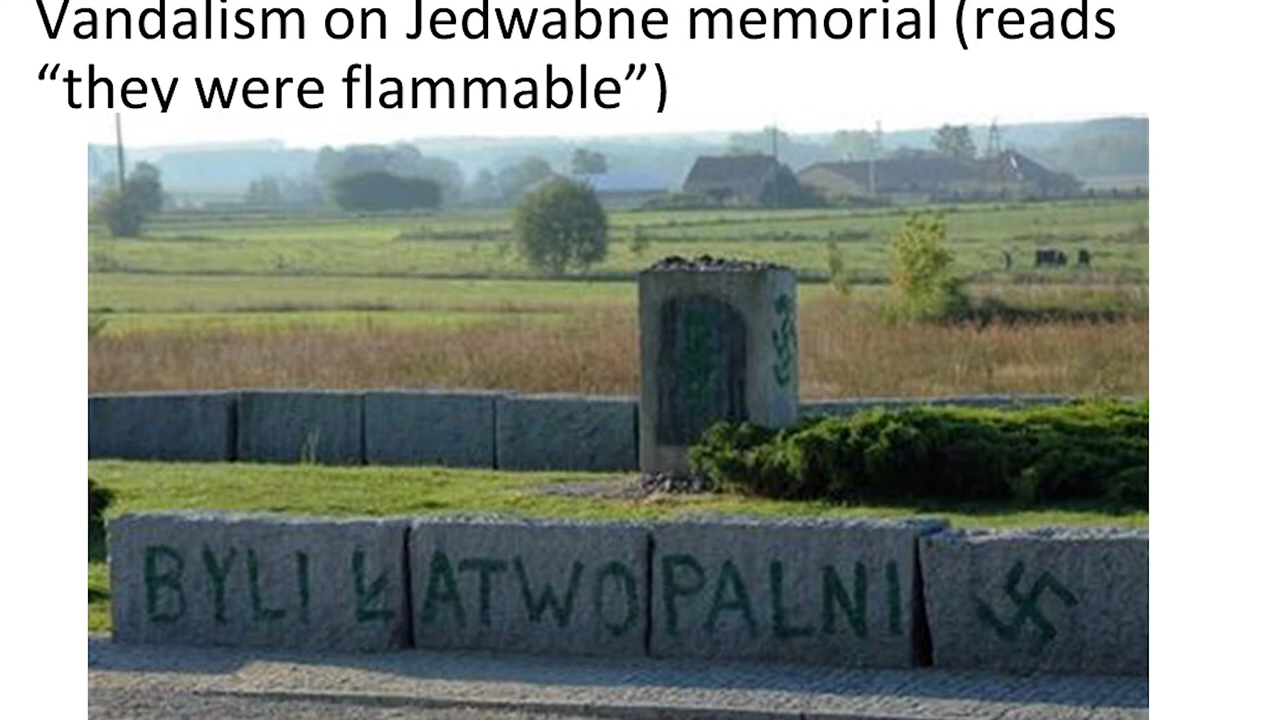 Vandalism on Jedwabne memorial (reads
“they were flammable”)
BYLI ŁATWOPALNI